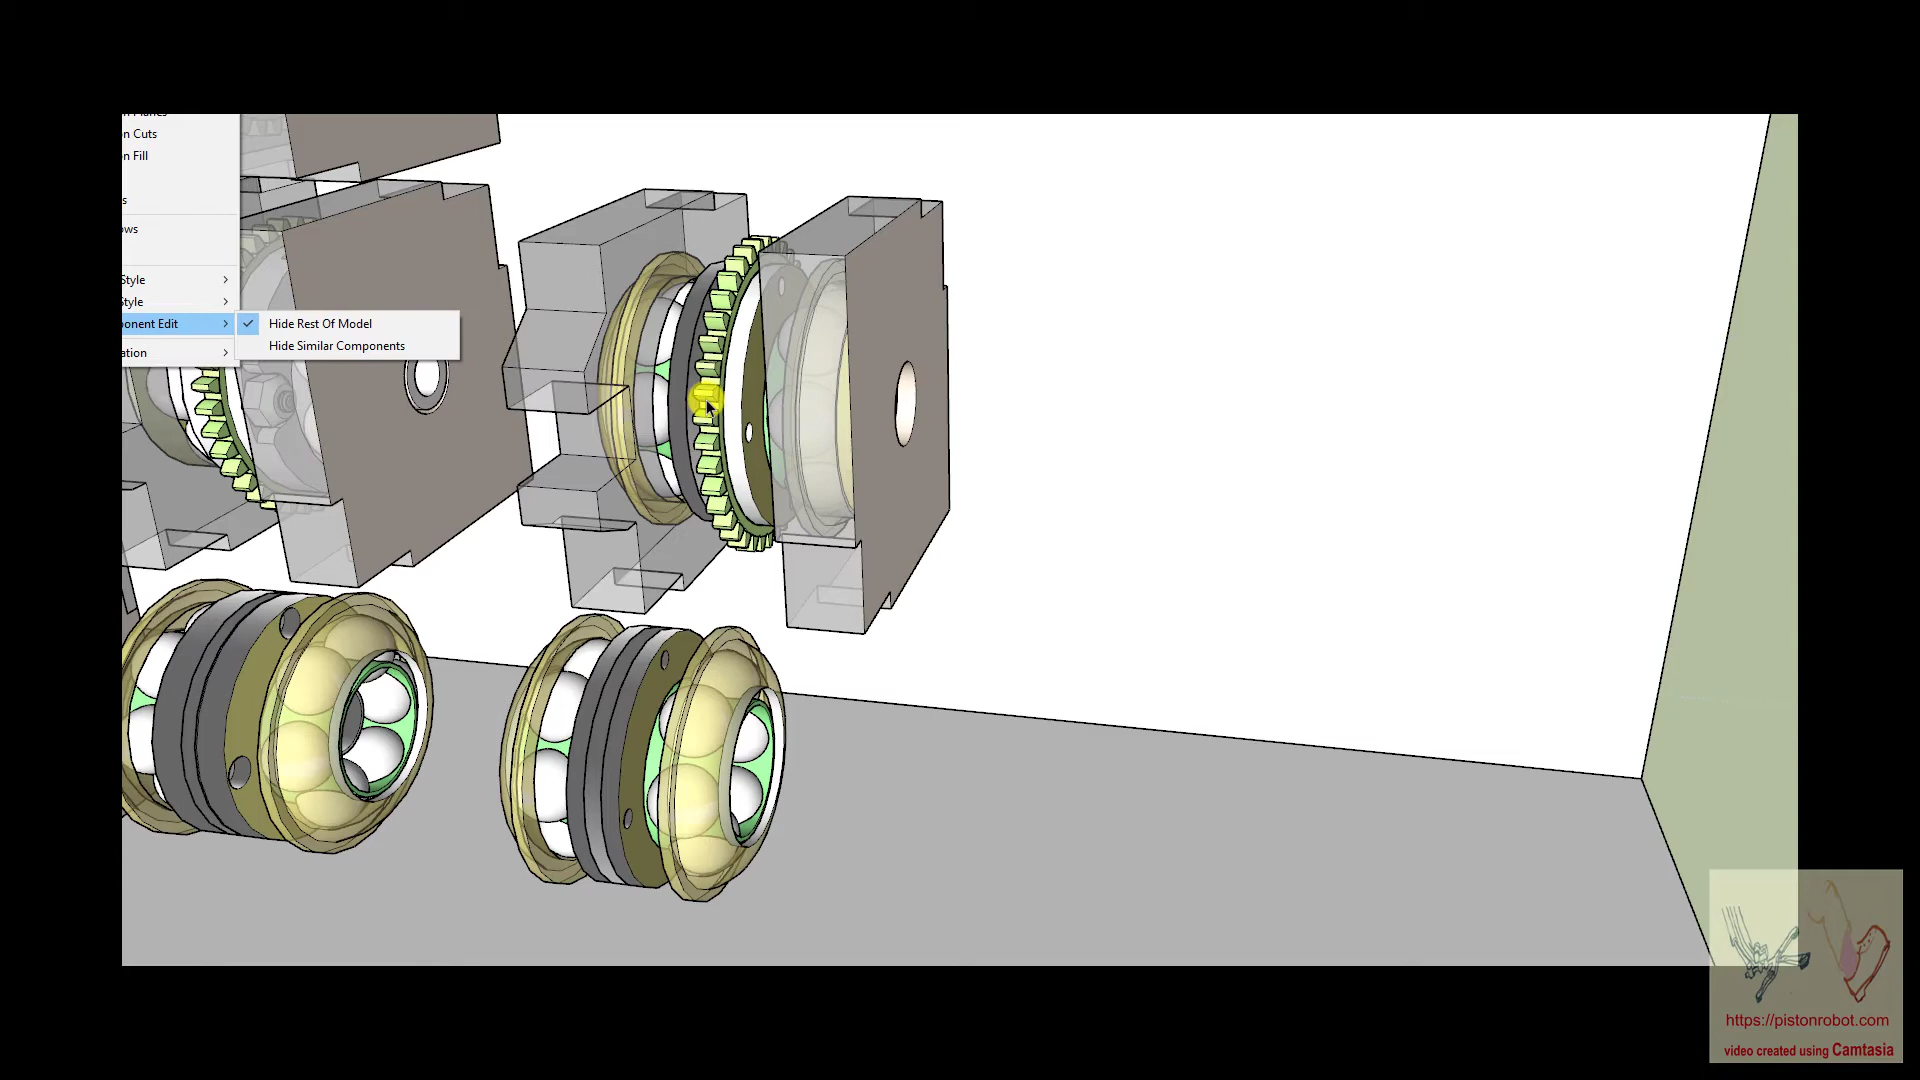 n Cuts
n Fill
s
ows
Style
Style
onent Edit
Hide Rest Of Model
Hide Similar Components
ation
https://pistonrobot.com
video created using Camtasia